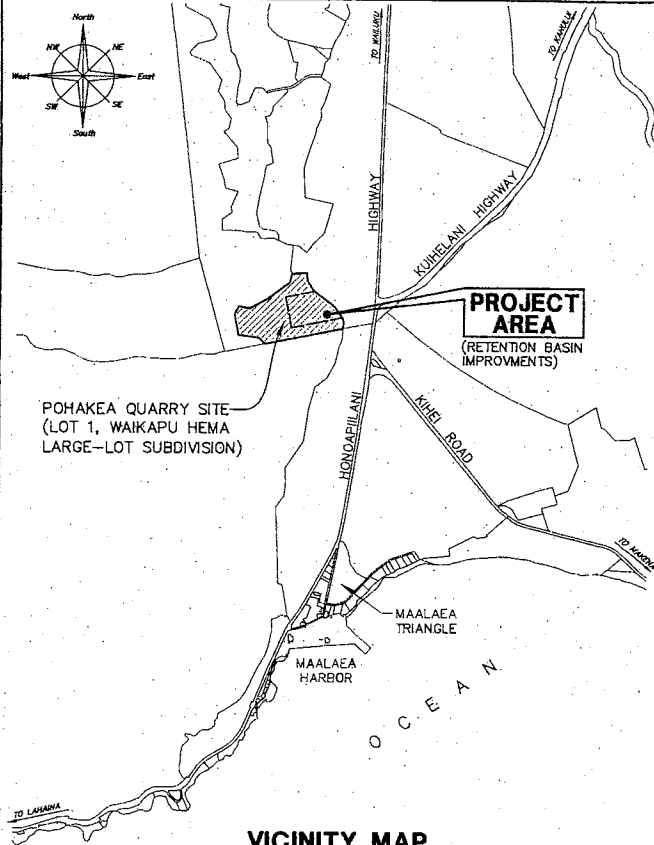 North
NW
NE
West
East
SW
SE
South
TO WAILUKU
TO KAHULUI
HIGHWAY
KUIHELANI HIGHWAY
PROJECT
AREA
(RETENTION BASIN
IMPROVMENTS)
POHAKEA QUARRY SITE
(LOT 1, WAIKAPU HEMA
LARGE-LOT SUBDIVISION)
HONOAPIILANI
KIHEI ROAD
TO MAKENA
MAALAEA
TRIANGLE
MAALAEA
HARBOR
OCEAN
TO LAHAINA
VICINITY MAP